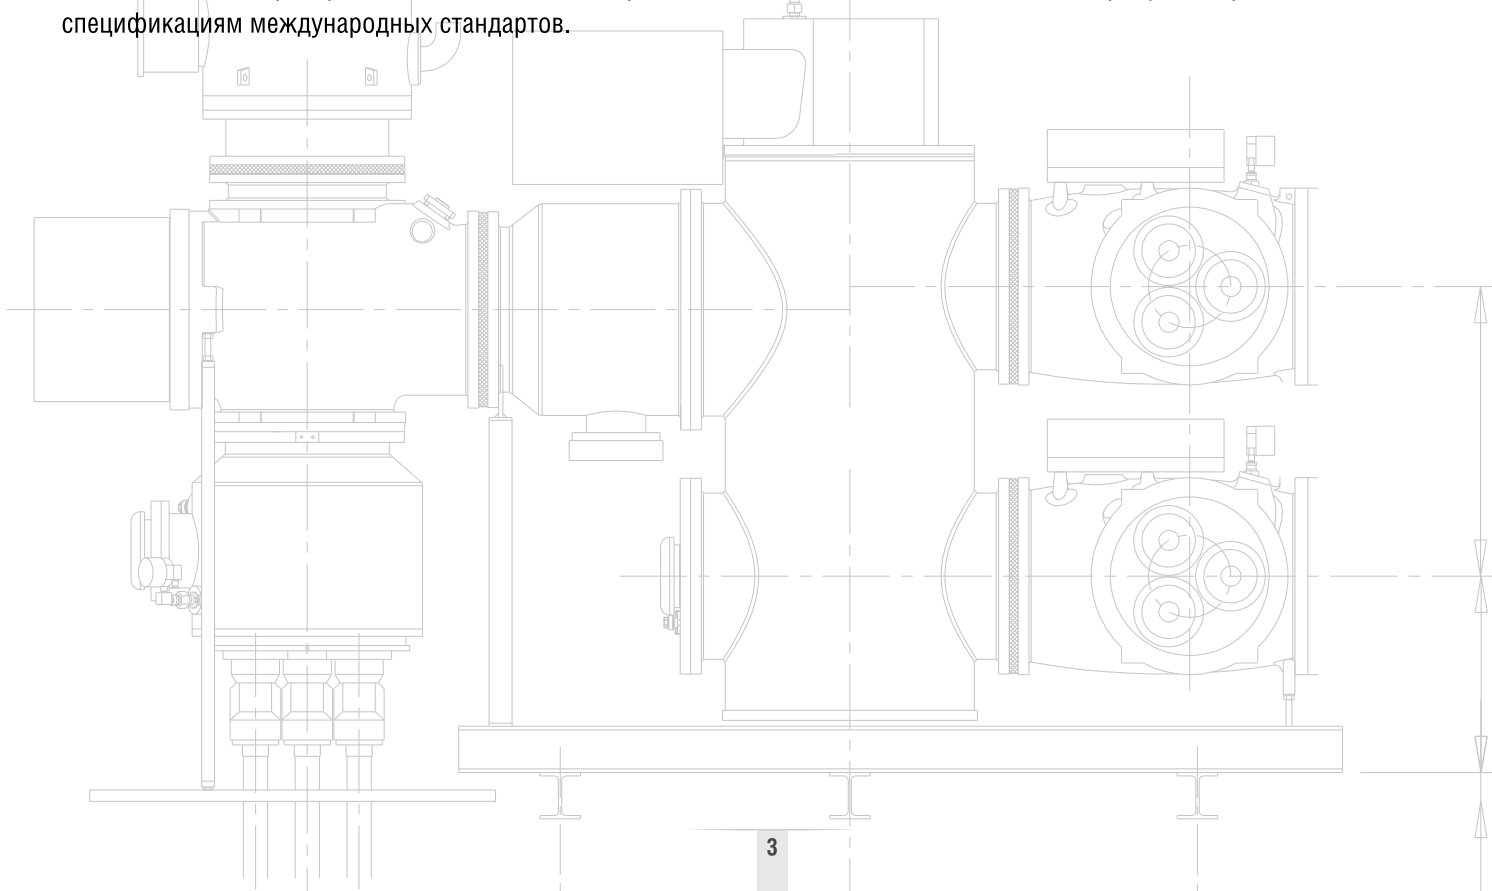 спецификациям международных стандартов.
3